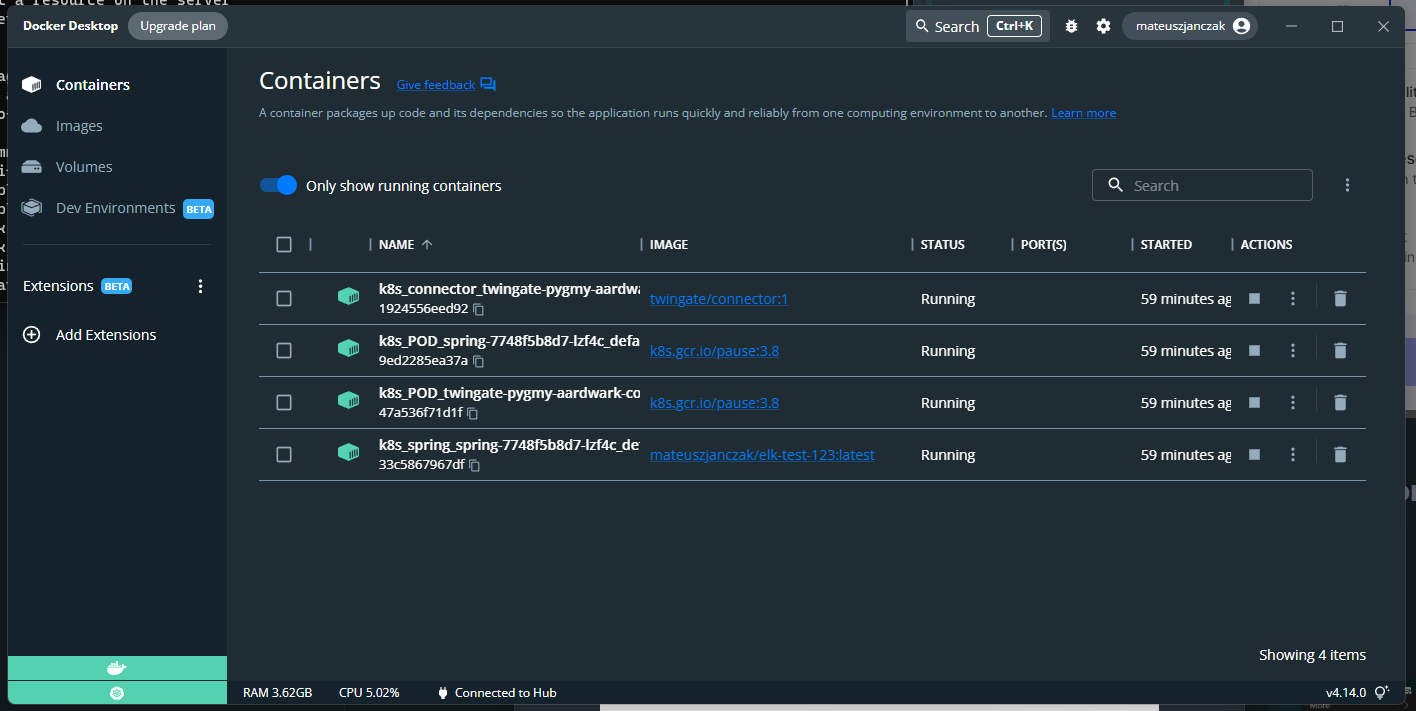 t a resource on the server
Docker Desktop Upgrade plan Search Ctrl+K mateuszjanczak
Containers
Images
Volumes
Dev Environments BETA
Extensions BETA
Add Extensions
Containers Give feedback
A container packages up code and its dependencies so the application runs quickly and reliably from one computing environment to another. Learn more
Only show running containers Search
NAME IMAGE STATUS PORT(S) STARTED ACTIONS
k8s_connector_twingate-pygmy-aardwa
1924556eed92 twingate/connector:1 Running 59 minutes ag
k8s_POD_spring-7748f5b8d7-lzf4c_defa
9ed2285ea37a k8s.gcr.io/pause:3.8 Running 59 minutes ag
k8s_POD_twingate-pygmy-aardwark-co
47a536f71d1f k8s.gcr.io/pause:3.8 Running 59 minutes ag
k8s_spring_spring-7748f5b8d7-lzf4c_de
33c5867967df mateuszjanczak/elk-test-123:latest Running 59 minutes ag
Showing 4 items
RAM 3.62GB CPU 5.02% Connected to Hub v4.14.0
More